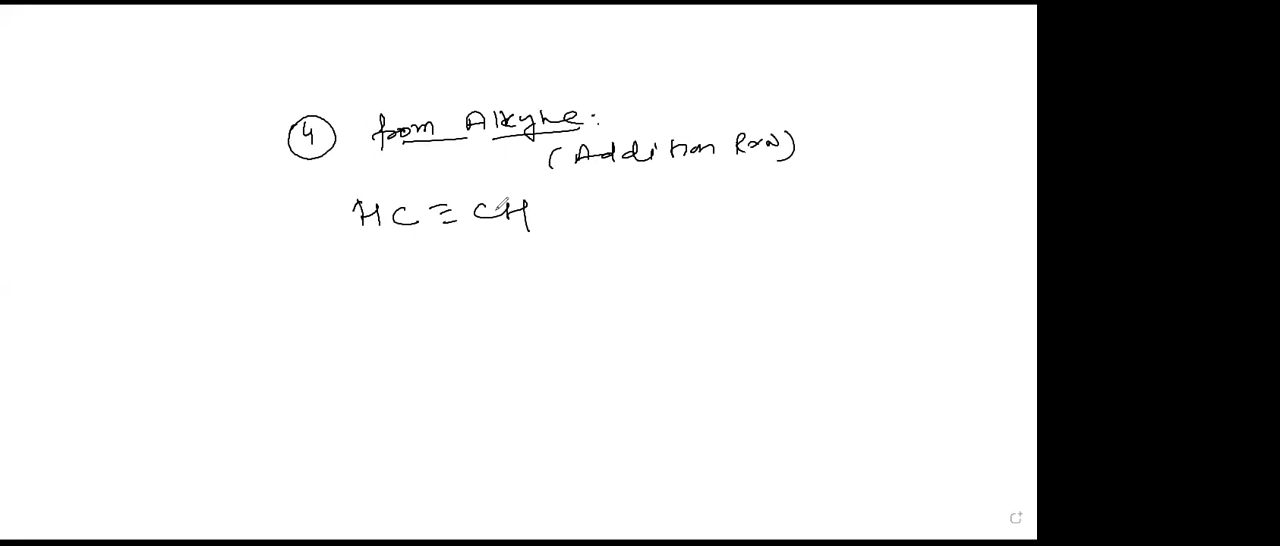 ④ from Alkyne:
(Addition Rxn)
HC≡CH